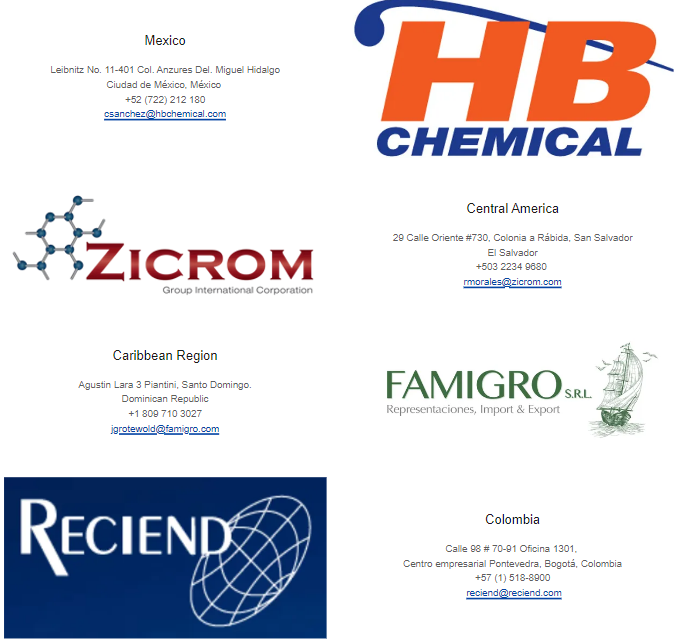 Mexico
Leibnitz No. 11-401 Col. Anzures Del. Miguel Hidalgo
Ciudad de México, México
+52 (722) 212 180
csanchez@hbchemical.com
HB
CHEMICAL
ZICROM
Group International Corporation
Central America
29 Calle Oriente #730, Colonia a Rábida, San Salvador
El Salvador
+503 2234 9680
rmorales@zicrom.com
Caribbean Region
Agustin Lara 3 Piantini, Santo Domingo.
Dominican Republic
+1 809 710 3027
jgrotewold@famigro.com
FAMIGRO S.R.L.
Representaciones, Import & Export
RECIEND
Colombia
Calle 98 # 70-91 Oficina 1301,
Centro empresarial Pontevedra, Bogotá, Colombia
+57 (1) 518-8900
reciend@reciend.com